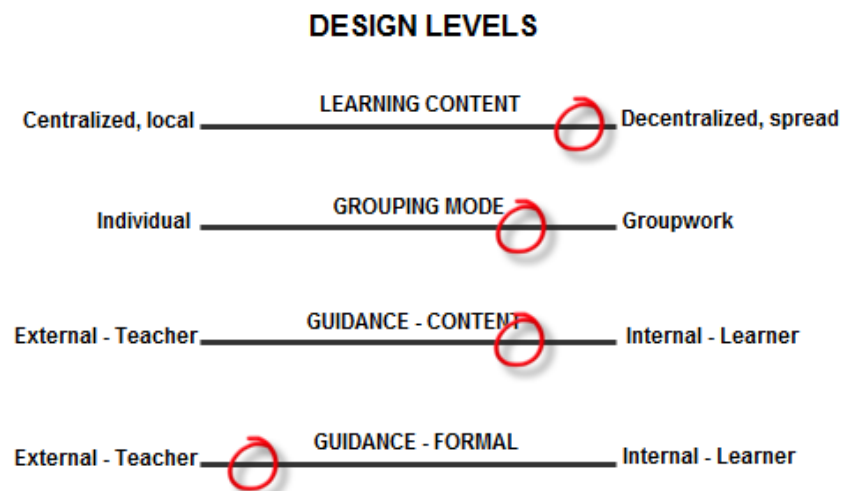 DESIGN LEVELS
LEARNING CONTENT
Centralized, local
Decentralized, spread
GROUPING MODE
Individual
Groupwork
GUIDANCE - CONTENT
External - Teacher
Internal - Learner
GUIDANCE - FORMAL
External - Teacher
Internal - Learner